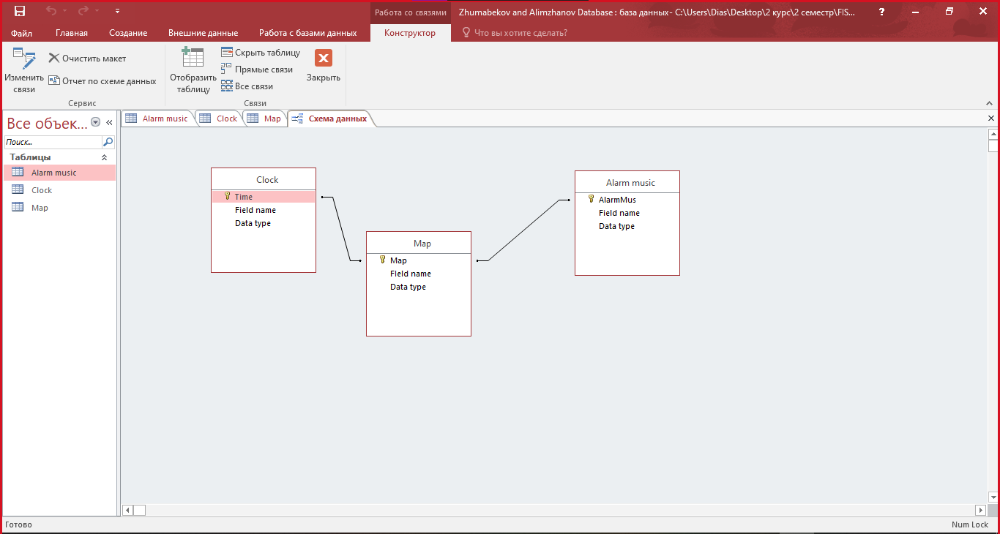 Работа со связями
Zhumabekov and Alimzhanov Database : база данных- C:\Users\Dias\Desktop\2 курс\2 семестр\FIS...
?
Файл
Главная
Создание
Внешние данные
Работа с базами данных
Конструктор
Что вы хотите сделать?
Изменить связи
Очистить макет
Отчет по схеме данных
Сервис
Отобразить таблицу
Скрыть таблицу
Прямые связи
Все связи
Связи
Закрыть
Все объек... «
Поиск...
Таблицы
Alarm music
Clock
Map
Alarm music
Clock
Map
Схема данных
Clock
Time
Field name
Data type
Map
Map
FIeld name
Data type
Alarm music
AlarmMus
Field name
Data type
Готово
Num Lock